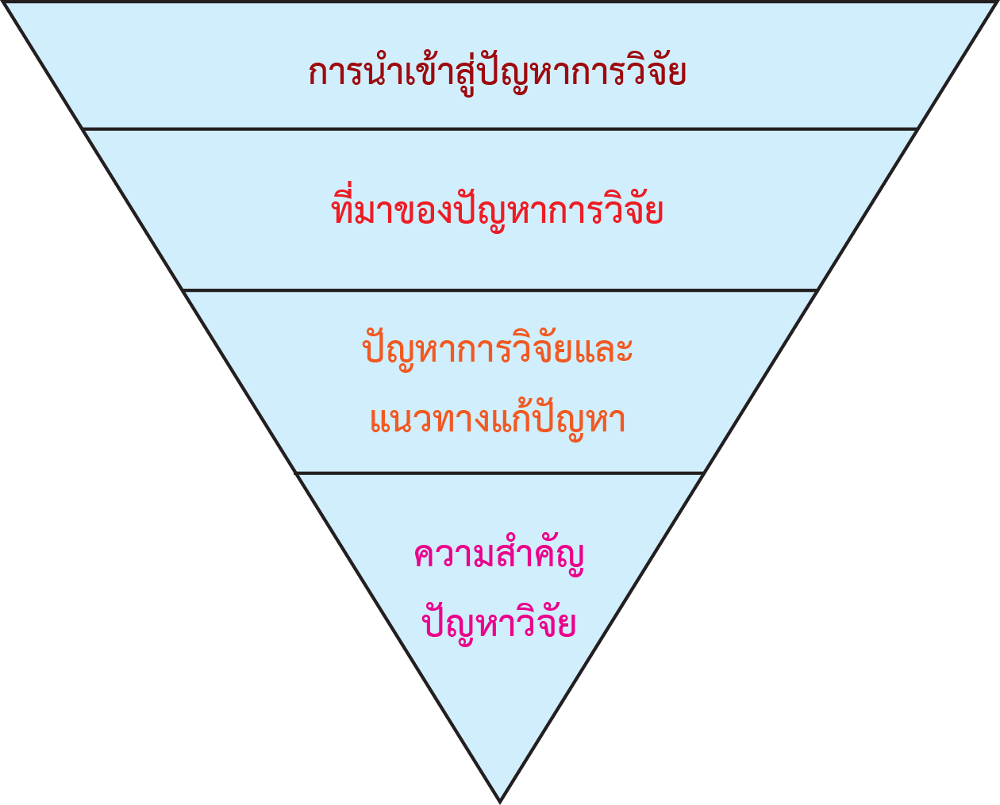 การนำเข้าสู่ปัญหาการวิจัย
ที่มาของปัญหาการวิจัย
ปัญหาการวิจัยและ
แนวทางแก้ปัญหา
ความสำคัญ
ปัญหาวิจัย